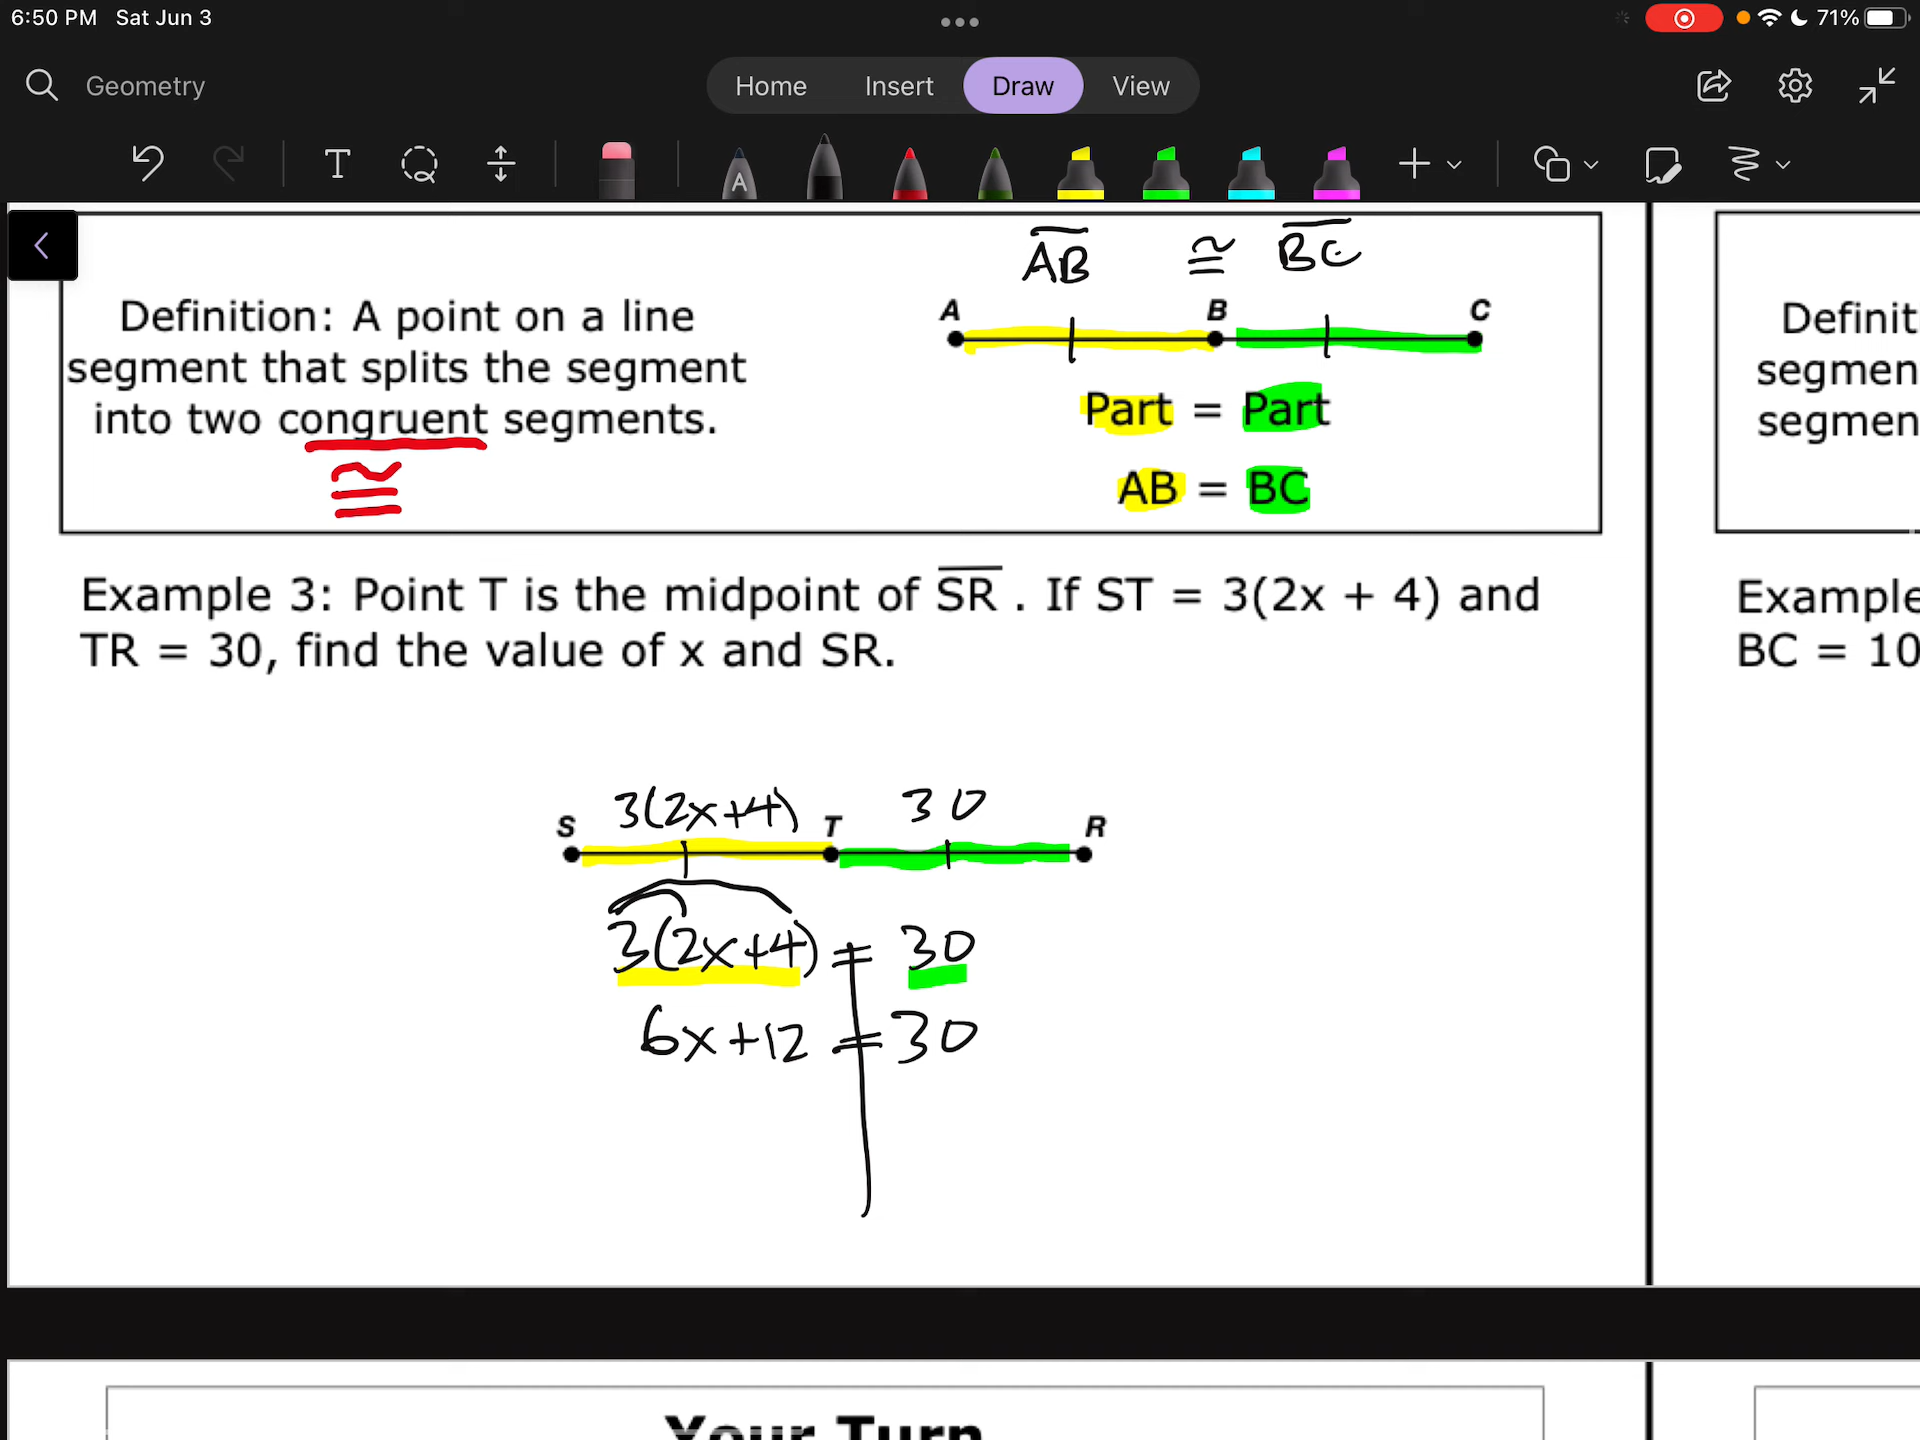 6:50 PM Sat Jun 3
71%
Geometry
Home Insert Draw View
T
A
AB ≅ BC
Definition: A point on a line
segment that splits the segment
into two congruent segments.
≅
A B C
Part = Part
AB = BC
Definit
segmen
segmen
Example 3: Point T is the midpoint of SR . If ST = 3(2x + 4) and
TR = 30, find the value of x and SR.
Example
BC = 10
3(2x+4) 30
S T R
3(2x+4) = 30
6x+12 = 30
Your Turn